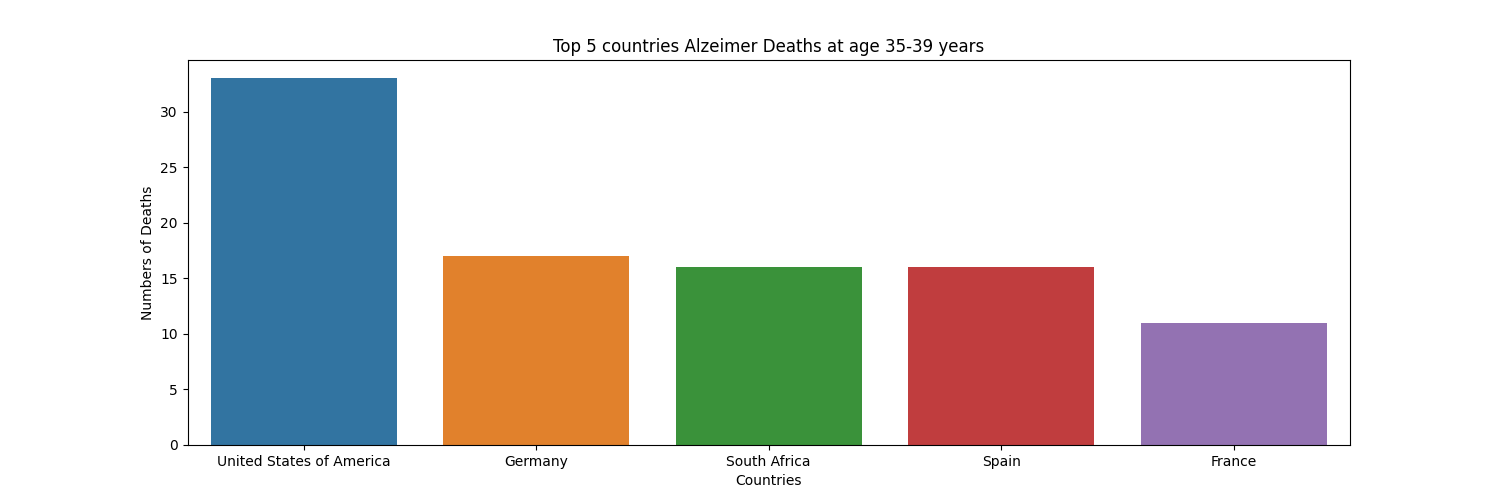 Top 5 countries Alzeimer Deaths at age 35-39 years
Numbers of Deaths
30
25
20
15
10
5
0
United States of America
Germany
South Africa
Spain
France
Countries